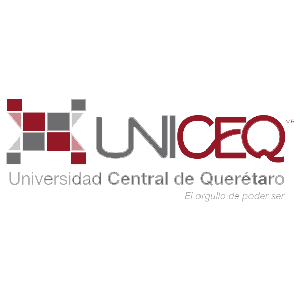 UNICEQ
Universidad Central de Querétaro
El orgullo de poder ser